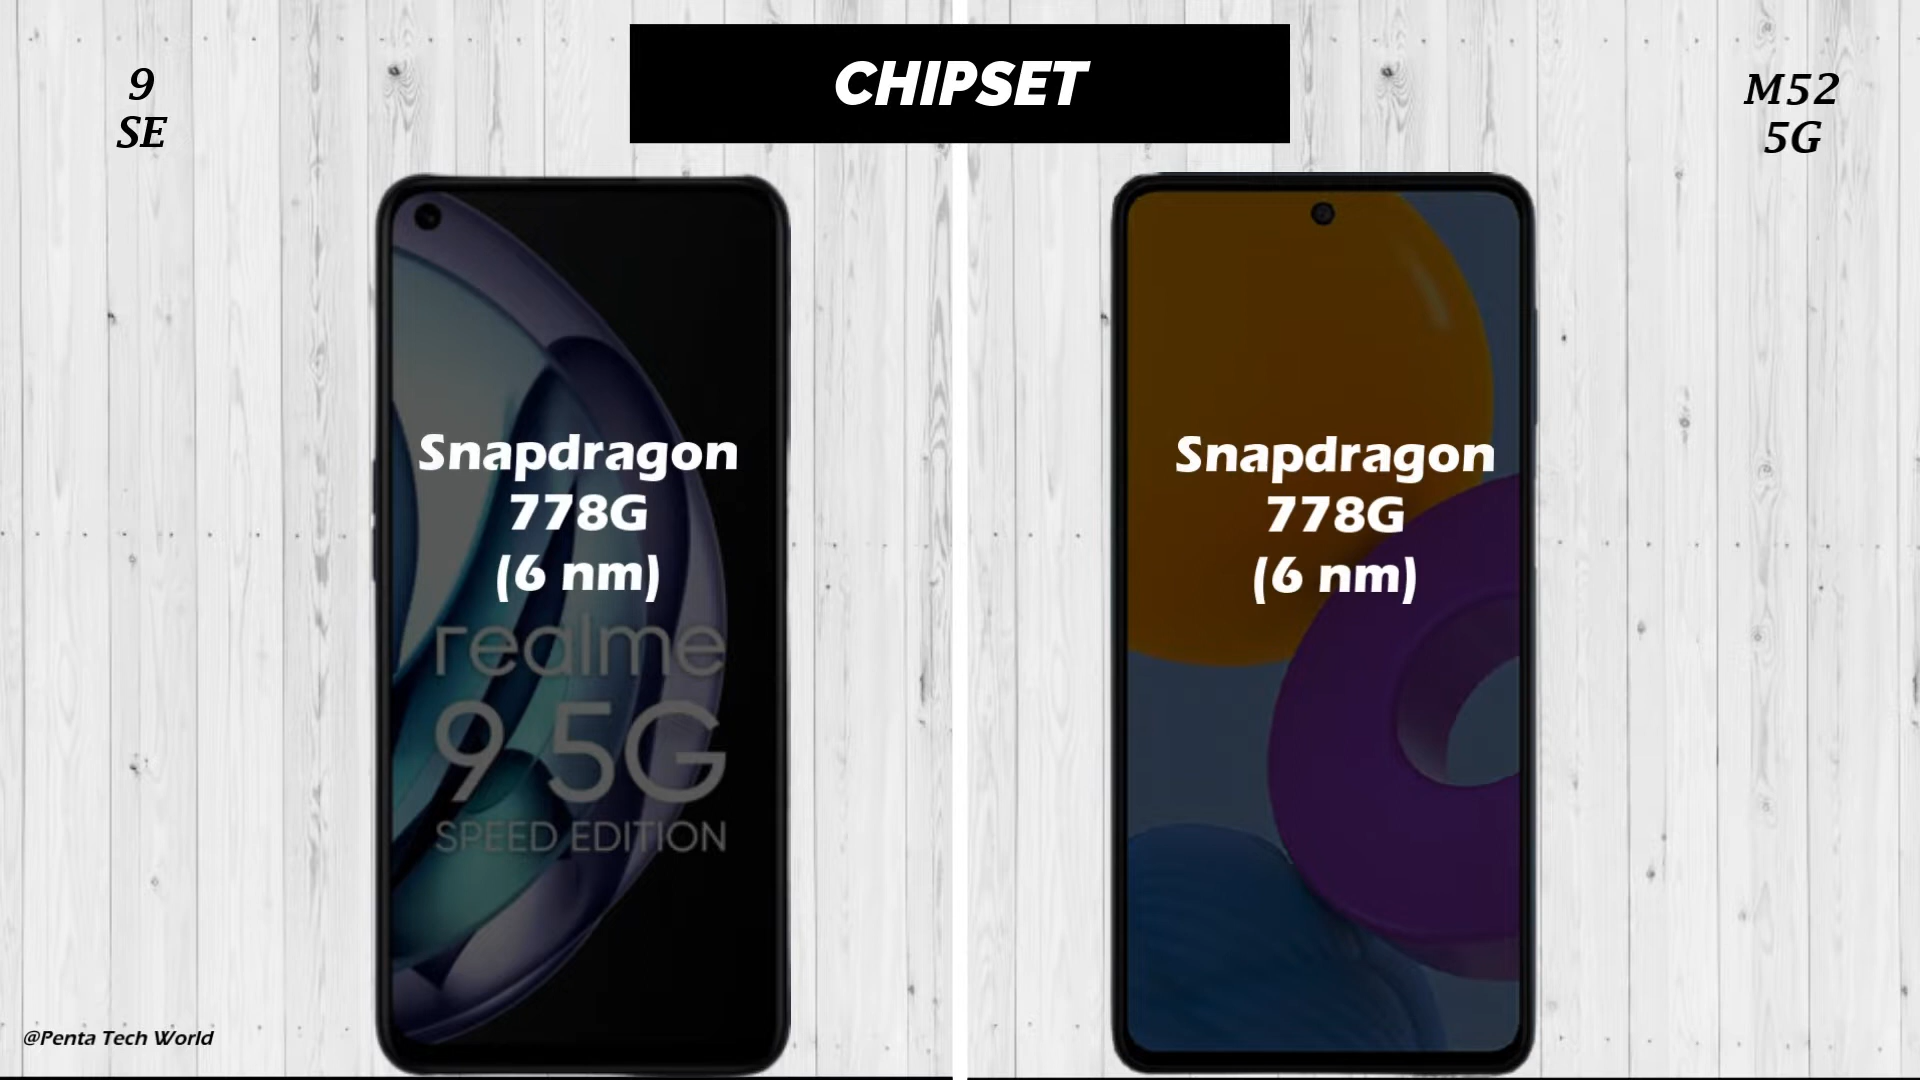 CHIPSET
9
SE
M52
5G
Snapdragon
778G
(6 nm)
realme
9 5G
SPEED EDITION
Snapdragon
778G
(6 nm)
@Penta Tech World